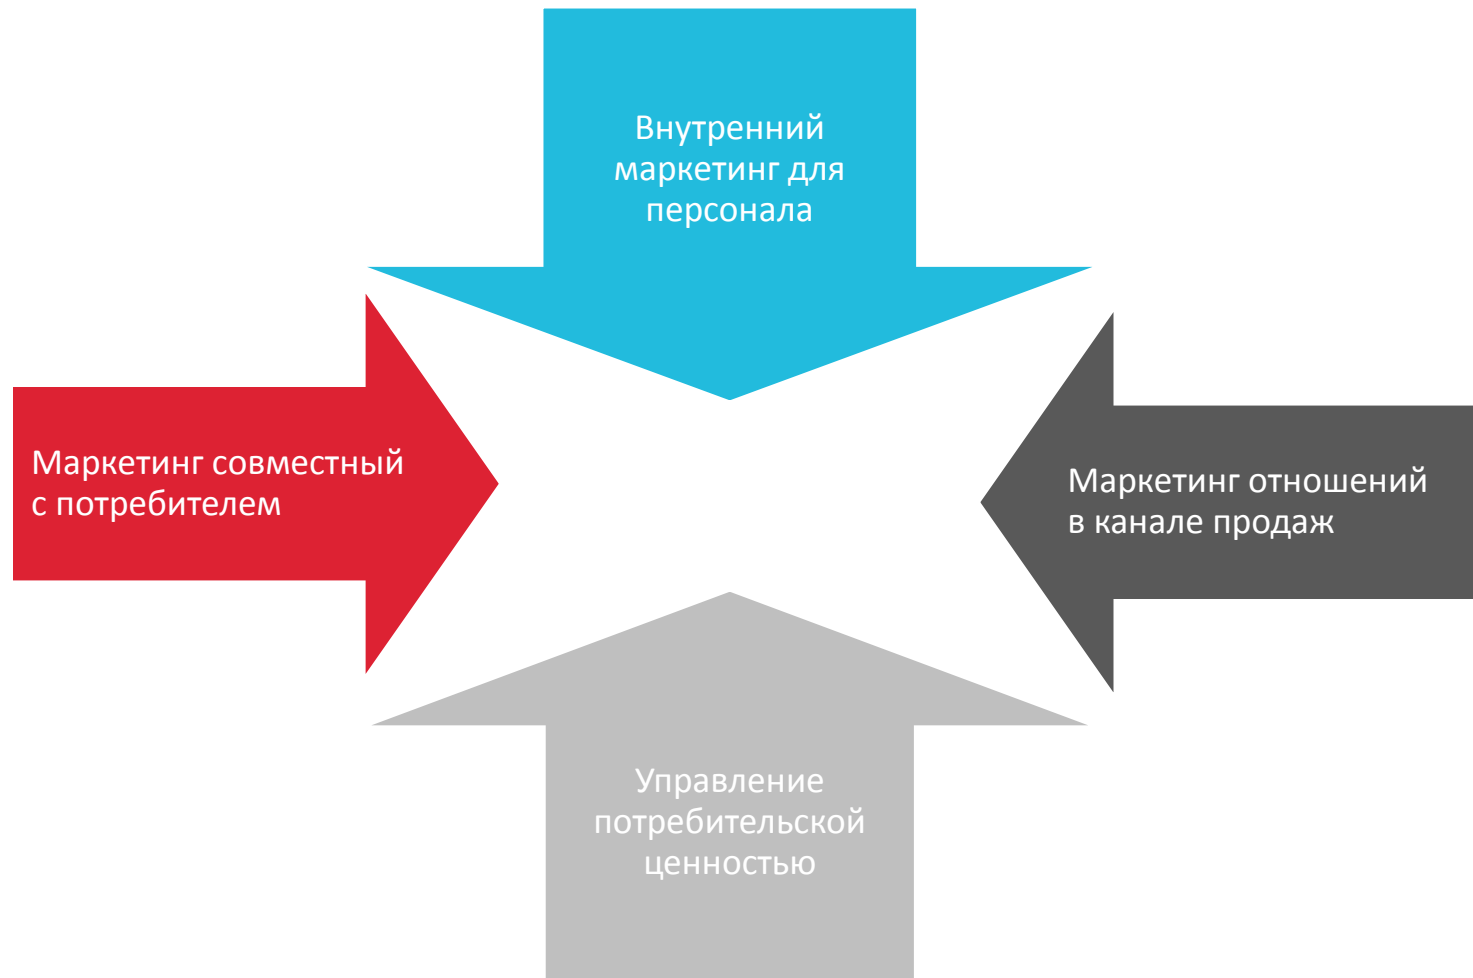 Внутренний
маркетинг для
персонала
Маркетинг совместный
с потребителем
Маркетинг отношений
в канале продаж
Управление
потребительской
ценностью